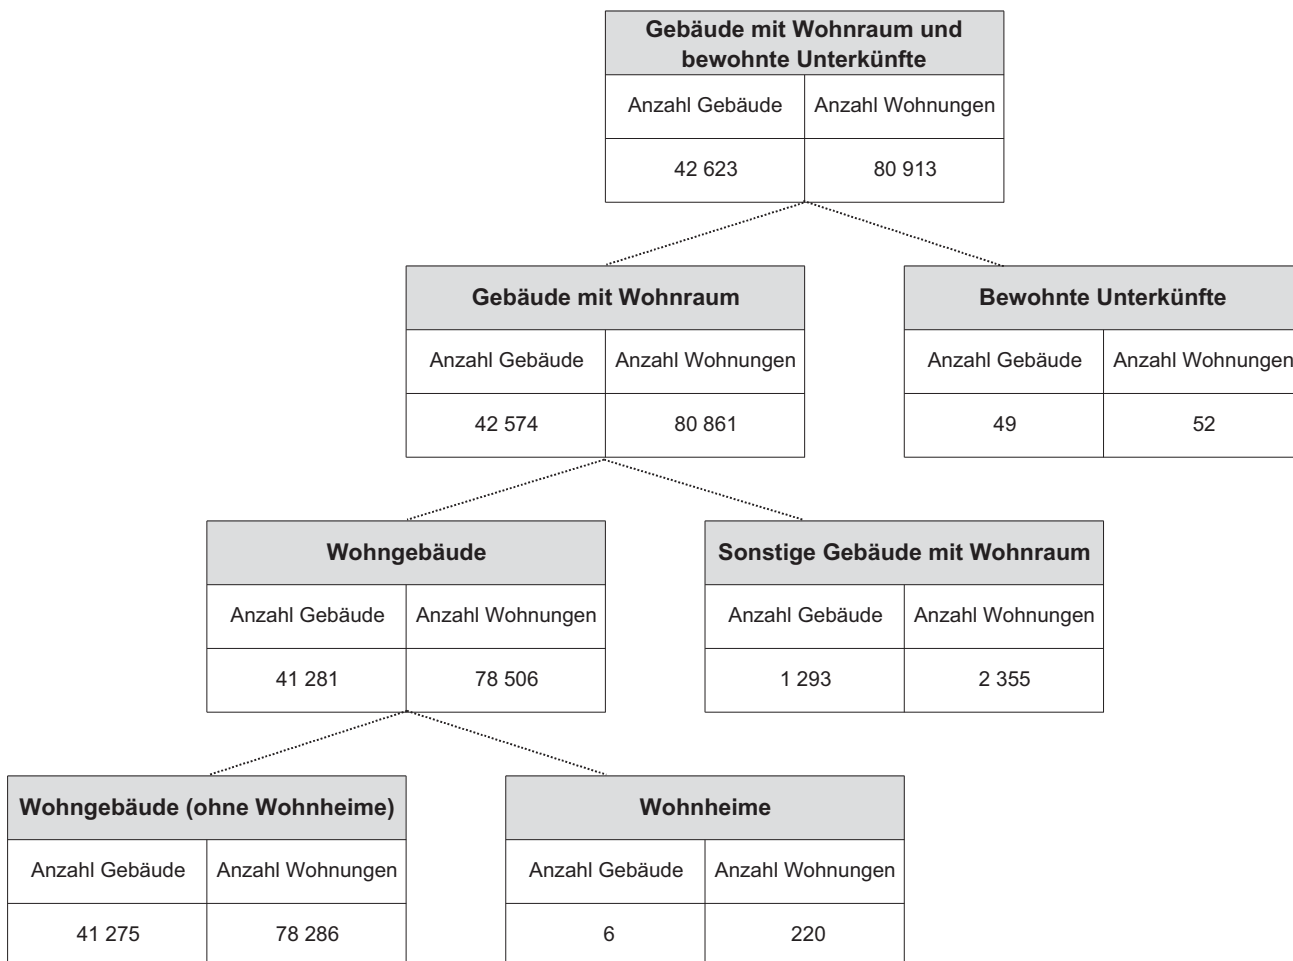 Gebäude mit Wohnraum und
bewohnte Unterkünfte
Anzahl Gebäude Anzahl Wohnungen
42 623 80 913
Gebäude mit Wohnraum
Anzahl Gebäude Anzahl Wohnungen
42 574 80 861
Bewohnte Unterkünfte
Anzahl Gebäude Anzahl Wohnungen
49 52
Wohngebäude
Anzahl Gebäude Anzahl Wohnungen
41 281 78 506
Sonstige Gebäude mit Wohnraum
Anzahl Gebäude Anzahl Wohnungen
1 293 2 355
Wohngebäude (ohne Wohnheime)
Anzahl Gebäude Anzahl Wohnungen
41 275 78 286
Wohnheime
Anzahl Gebäude Anzahl Wohnungen
6 220